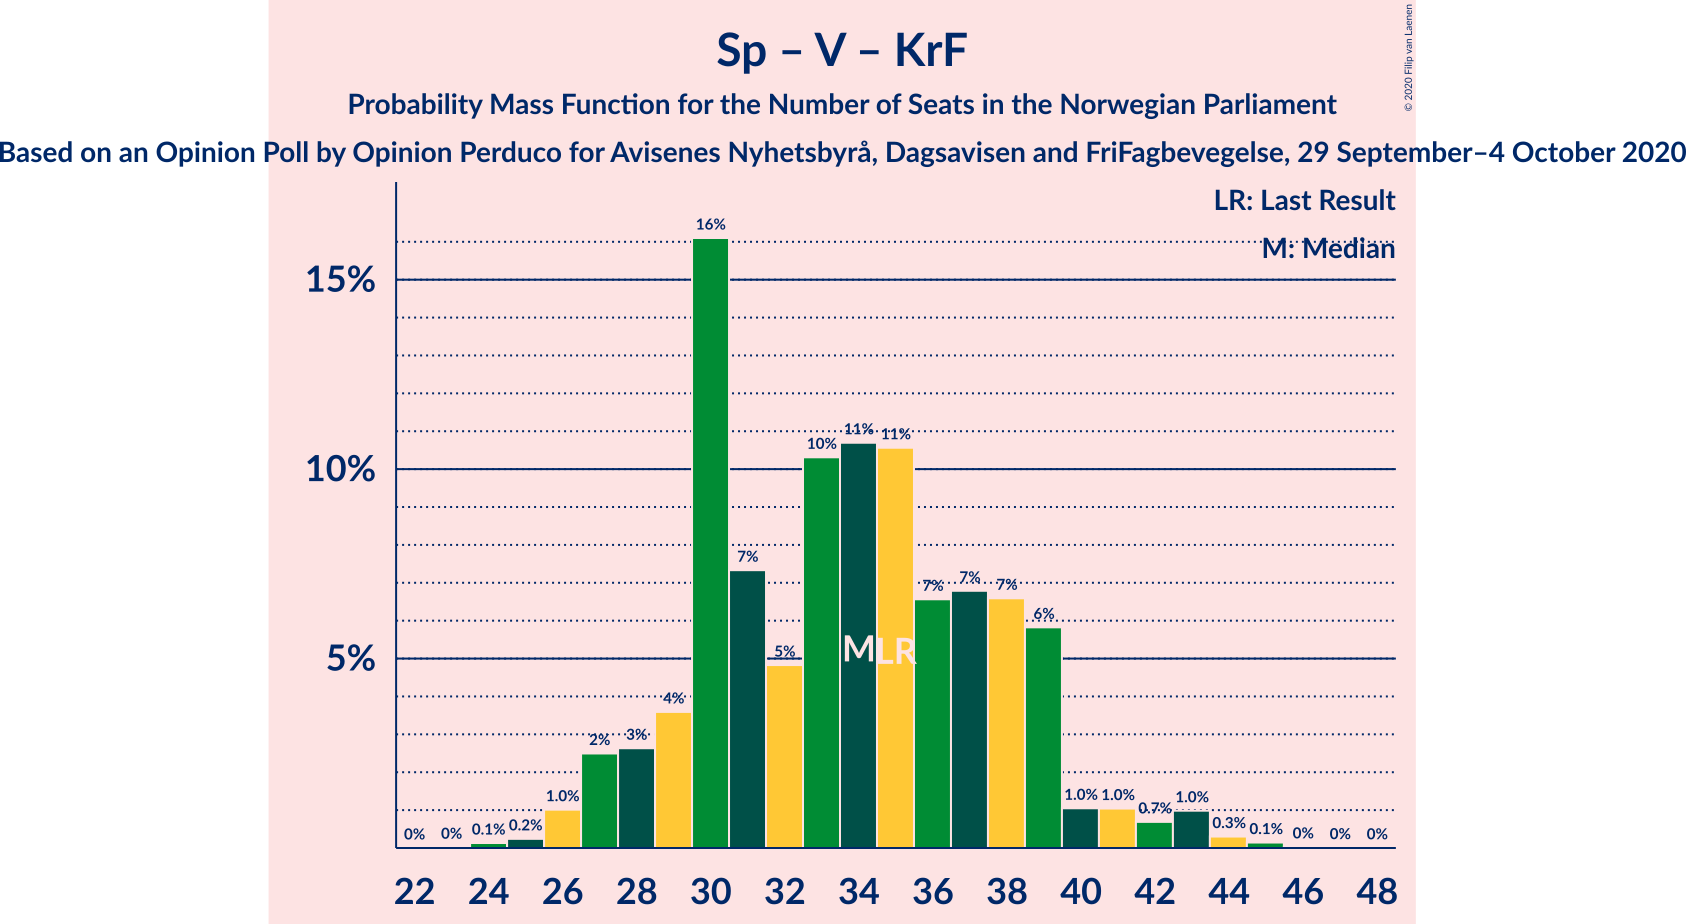 Sp – V – KrF
Probability Mass Function for the Number of Seats in the Norwegian Parliament
Based on an Opinion Poll by Opinion Perduco for Avisenes Nyhetsbyrå, Dagsavisen and FriFagbevegelse, 29 September–4 October 2020
© 2020 Filip van Laenen
LR: Last Result
M: Median
15%
10%
5%
0% 0% 0.1% 0.2% 1.0% 2% 3% 4% 16% 7% 5% 10% 11% 11% 7% 7% 7% 6% 1.0% 1.0% 0.7% 1.0% 0.3% 0.1% 0% 0% 0%
M LR
22 24 26 28 30 32 34 36 38 40 42 44 46 48